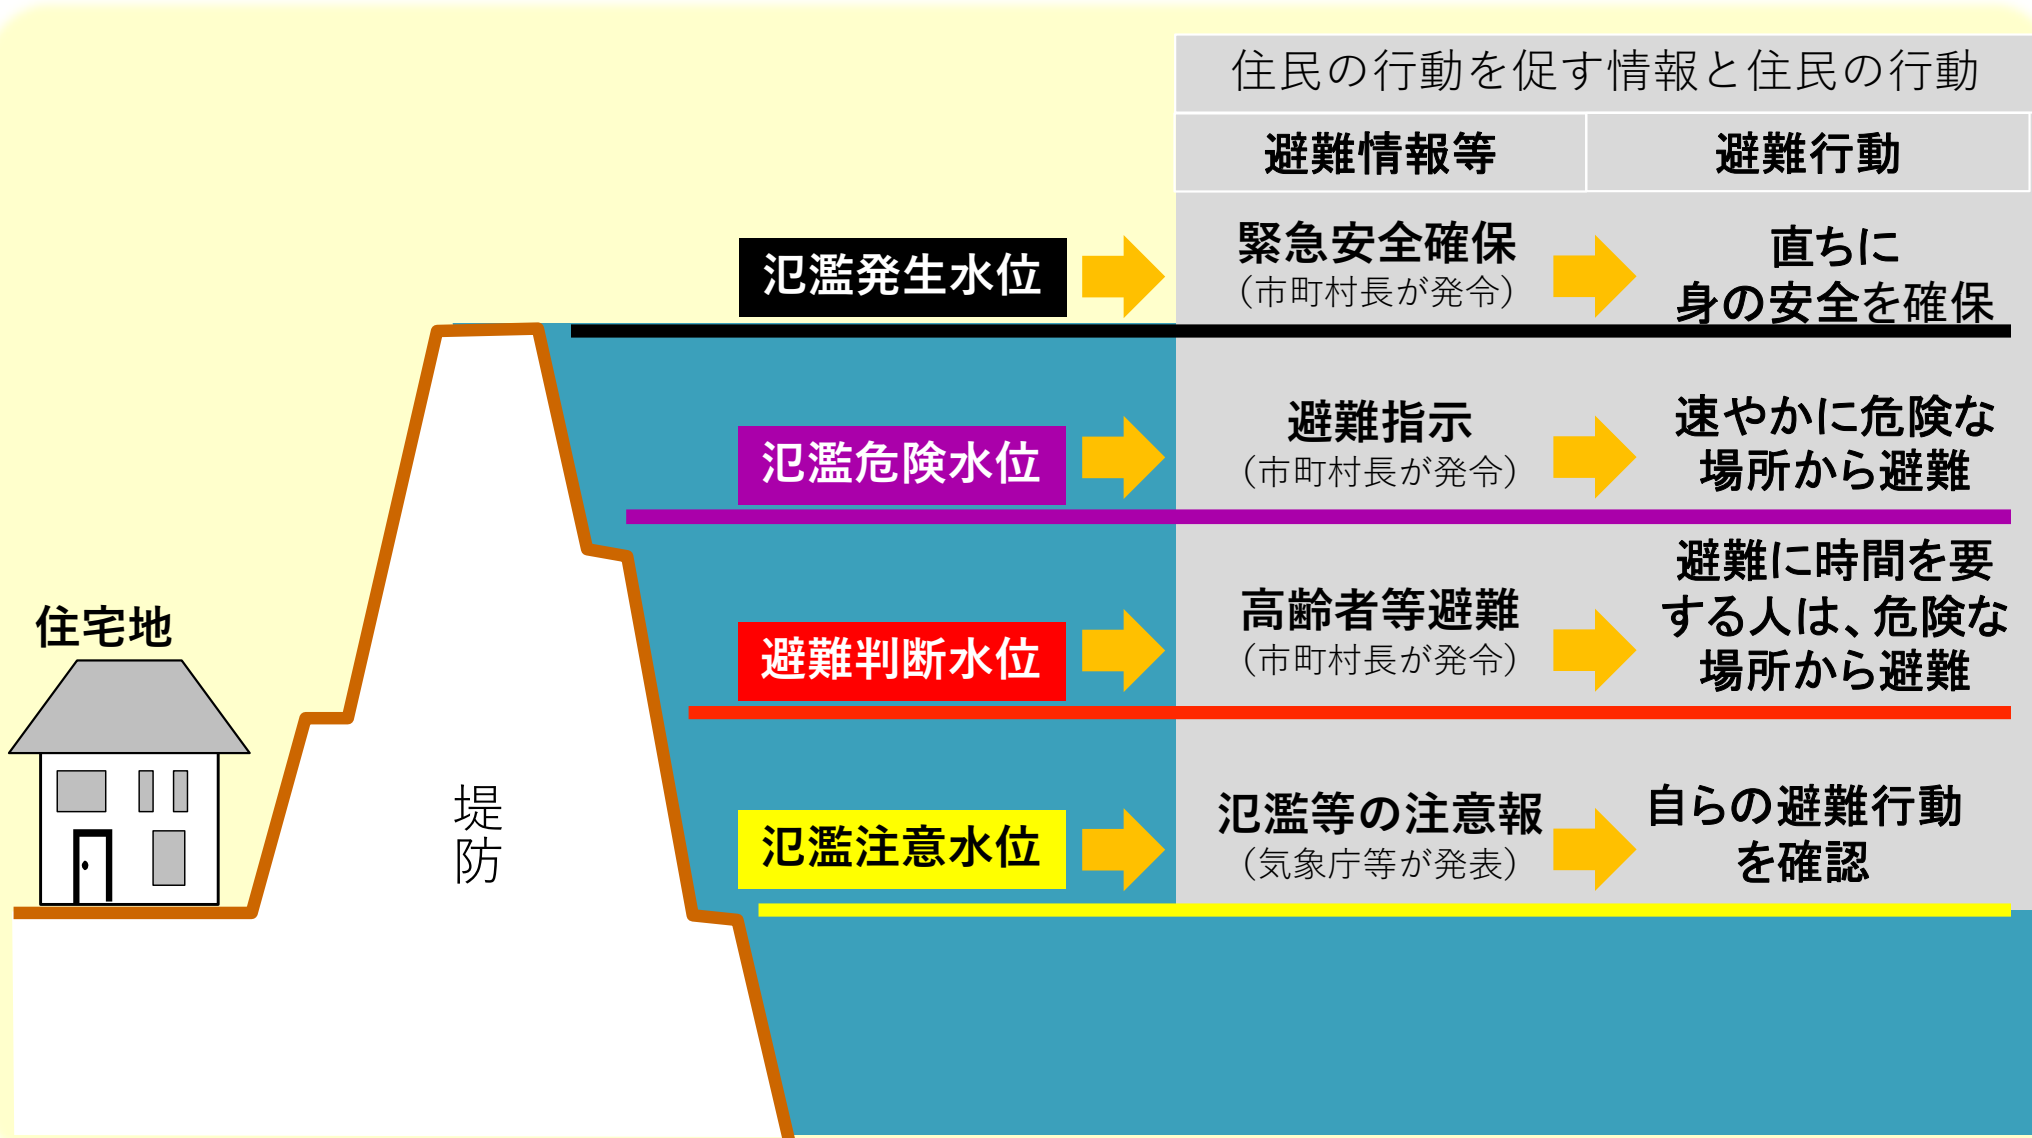 住民の行動を促す情報と住民の行動
避難情報等
避難行動
氾濫発生水位
緊急安全確保
（市町村長が発令）
直ちに
身の安全を確保
氾濫危険水位
避難指示
（市町村長が発令）
速やかに危険な
場所から避難
避難判断水位
高齢者等避難
（市町村長が発令）
避難に時間を要
する人は、危険な
場所から避難
氾濫注意水位
氾濫等の注意報
（気象庁等が発表）
自らの避難行動
を確認
住宅地
堤防